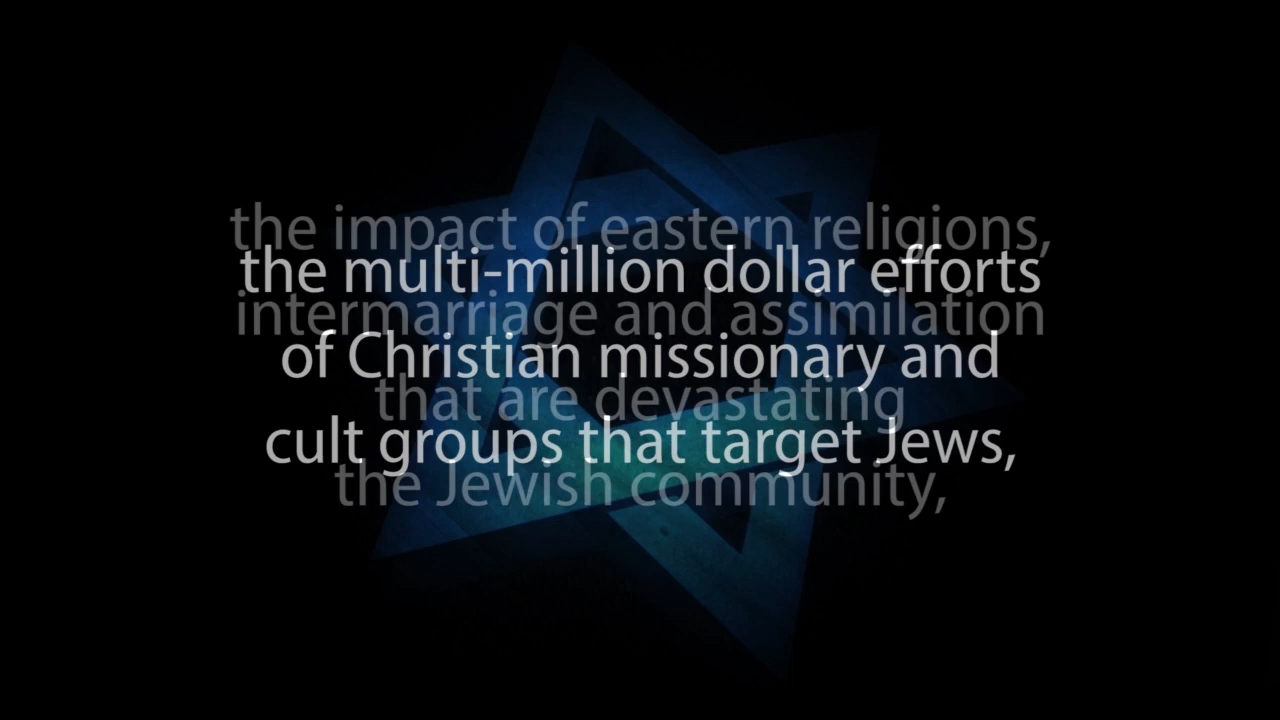 the impact of eastern religions,
the multi-million dollar efforts
intermarriage and assimilation
of Christian missionary and
that are devastating
cult groups that target Jews,
the Jewish community,